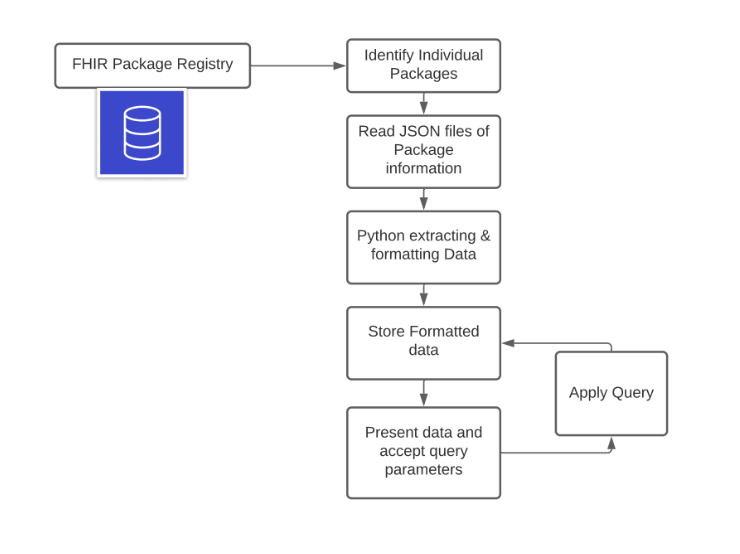 FHIR Package Registry
Identify Individual
Packages
Read JSON files of
Package
information
Python extracting &
formatting Data
Store Formatted
data
Apply Query
Present data and
accept query
parameters